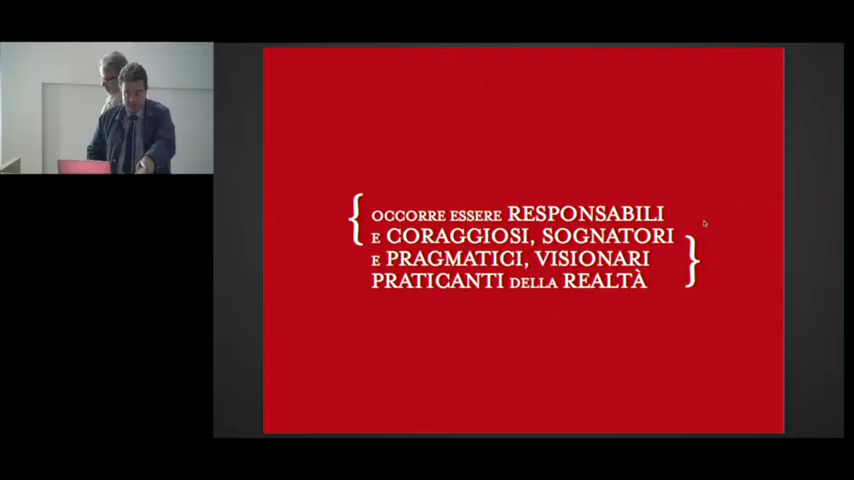 { OCCORRE ESSERE RESPONSABILI
E CORAGGIOSI, SOGNATORI
E PRAGMATICI, VISIONARI }
PRATICANTI DELLA REALTÀ